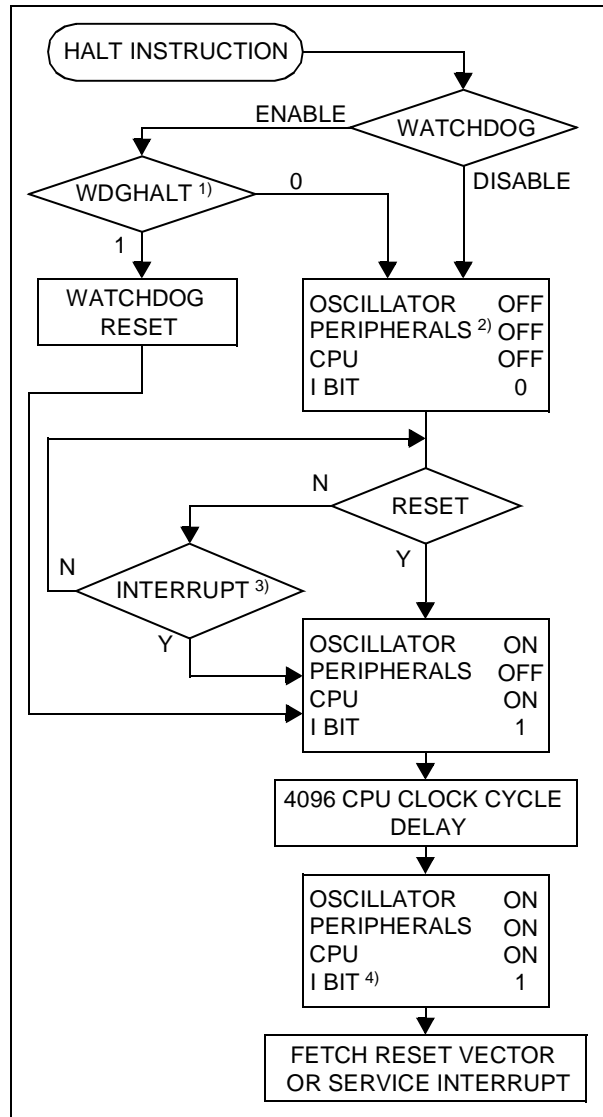 HALT INSTRUCTION
ENABLE
WATCHDOG
WDGHALT 1)
0
DISABLE
1
WATCHDOG
RESET
OSCILLATOR OFF
PERIPHERALS 2) OFF
CPU OFF
I BIT 0
N
RESET
Y
N
INTERRUPT 3)
Y
OSCILLATOR ON
PERIPHERALS OFF
CPU ON
I BIT 1
4096 CPU CLOCK CYCLE
DELAY
OSCILLATOR ON
PERIPHERALS ON
CPU ON
I BIT 4) 1
FETCH RESET VECTOR
OR SERVICE INTERRUPT